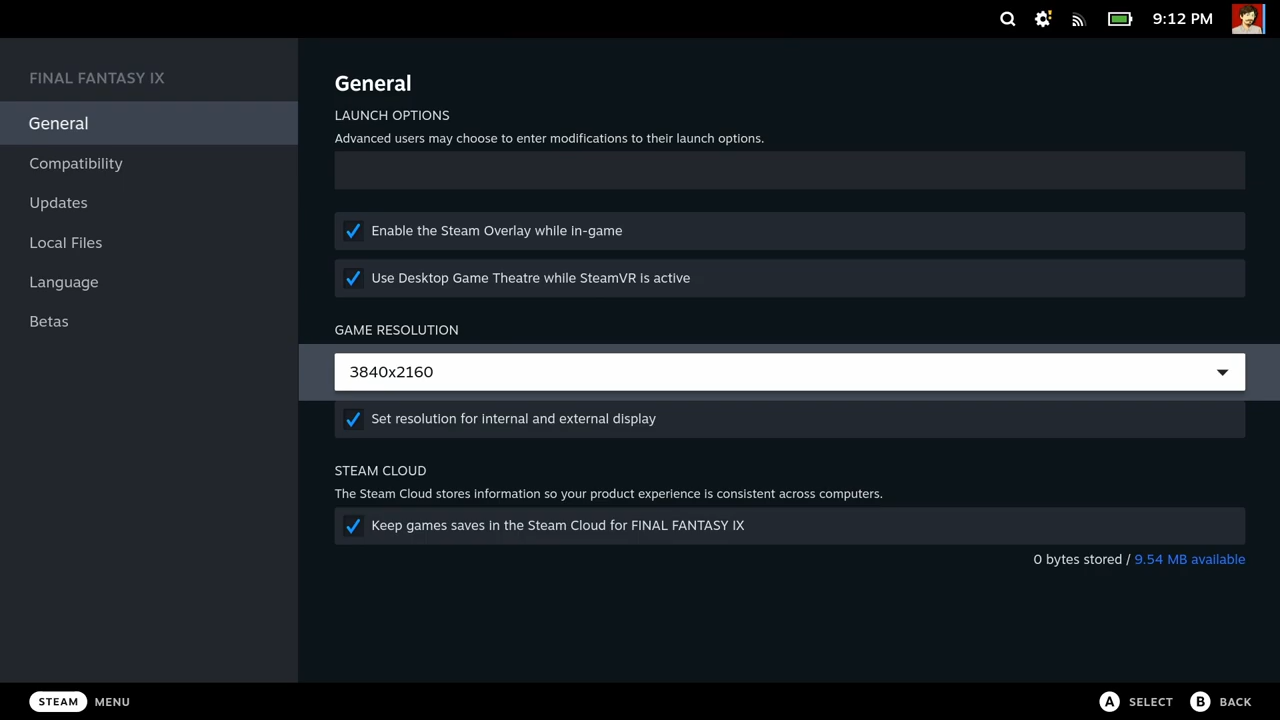 9:12 PM
FINAL FANTASY IX
General
Compatibility
Updates
Local Files
Language
Betas
General
LAUNCH OPTIONS
Advanced users may choose to enter modifications to their launch options.
Enable the Steam Overlay while in-game
Use Desktop Game Theatre while SteamVR is active
GAME RESOLUTION
3840x2160
Set resolution for internal and external display
STEAM CLOUD
The Steam Cloud stores information so your product experience is consistent across computers.
Keep games saves in the Steam Cloud for FINAL FANTASY IX
0 bytes stored / 9.54 MB available
STEAM MENU
A SELECT B BACK